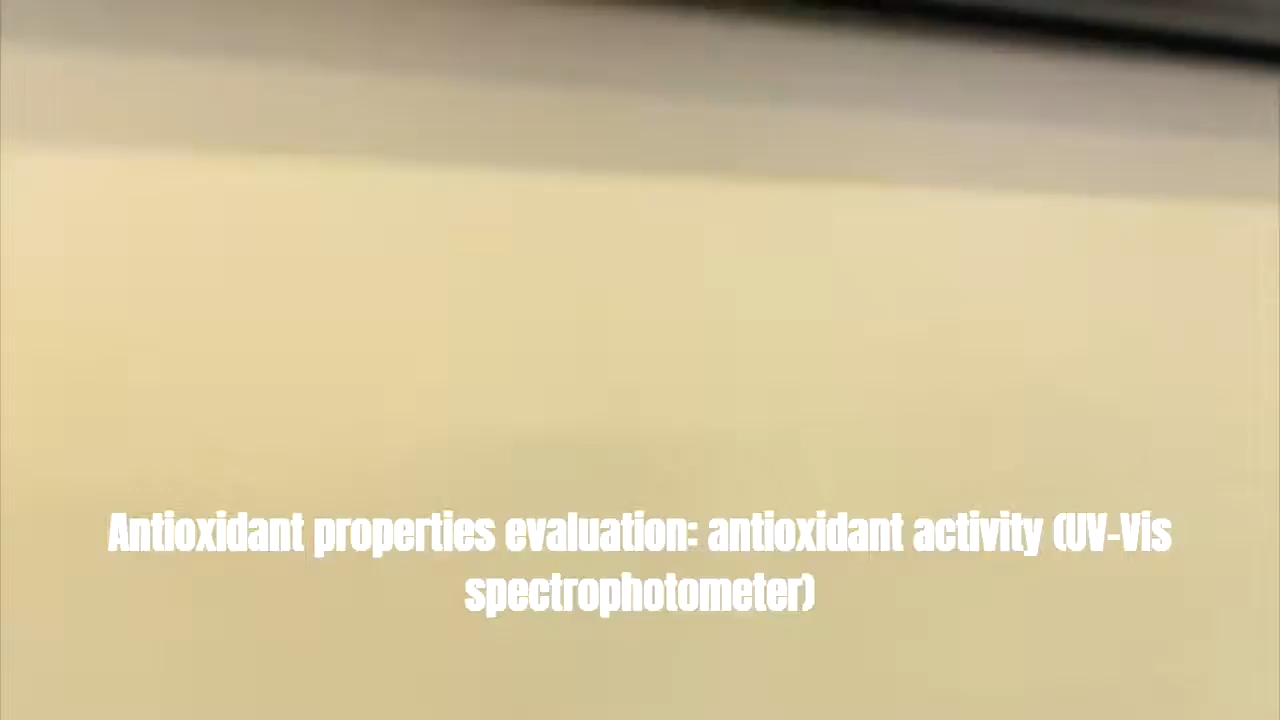 Antioxidant properties evaluation: antioxidant activity (UV-Vis
spectrophotometer)